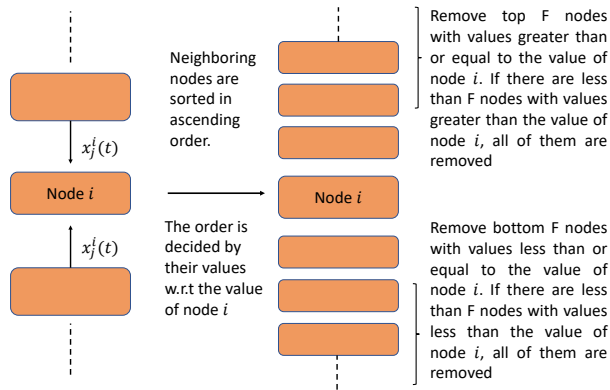 Neighboring
nodes are
sorted in
ascending
order.
x_j^i(t)
Node i
x_j^i(t)
The order is
decided by
their values
w.r.t the value
of node i
Node i
Remove top F nodes
with values greater than
or equal to the value of
node i. If there are less
than F nodes with values
greater than the value of
node i, all of them are
removed
Remove bottom F nodes
with values less than or
equal to the value of
node i. If there are less
than F nodes with values
less than the value of
node i, all of them are
removed